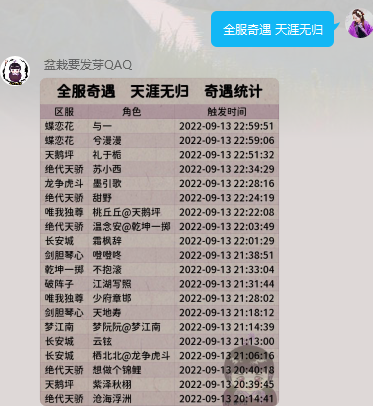 全服奇遇 天涯无归
盆栽要发芽QAQ
全服奇遇 天涯无归 奇遇统计
区服 角色 触发时间
蝶恋花 与一 2022-09-13 22:59:51
蝶恋花 兮漫漫 2022-09-13 22:59:06
天鹅坪 礼于栀 2022-09-13 22:51:32
绝代天骄 苏小西 2022-09-13 22:34:29
龙争虎斗 墨引歌 2022-09-13 22:28:16
绝代天骄 甜野 2022-09-13 22:24:19
唯我独尊 桃丘丘@天鹅坪 2022-09-13 22:22:08
绝代天骄 温念安@乾坤一掷 2022-09-13 22:03:49
长安城 霜枫辞 2022-09-13 22:01:29
剑胆琴心 噔噔咚 2022-09-13 21:38:51
乾坤一掷 不抱滚 2022-09-13 21:33:04
破阵子 江湖写照 2022-09-13 21:31:44
唯我独尊 少府章邯 2022-09-13 21:28:02
剑胆琴心 天地寿 2022-09-13 21:18:12
梦江南 梦阮阮@梦江南 2022-09-13 21:14:39
长安城 云铉 2022-09-13 21:13:00
长安城 栖北北@龙争虎斗 2022-09-13 21:06:16
绝代天骄 想做个锦鲤 2022-09-13 20:40:18
天鹅坪 紫泽秋栩 2022-09-13 20:39:45
绝代天骄 沧海浮洲 2022-09-13 20:14:41